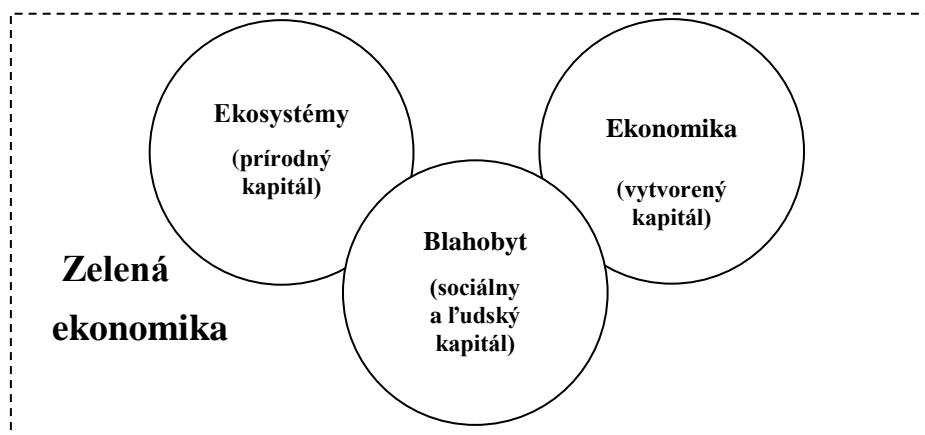 Ekosystémy
(prírodný
kapitál)
Ekonomika
(vytvorený
kapitál)
Blahobyt
(sociálny
a ľudský
kapitál)
Zelená
ekonomika